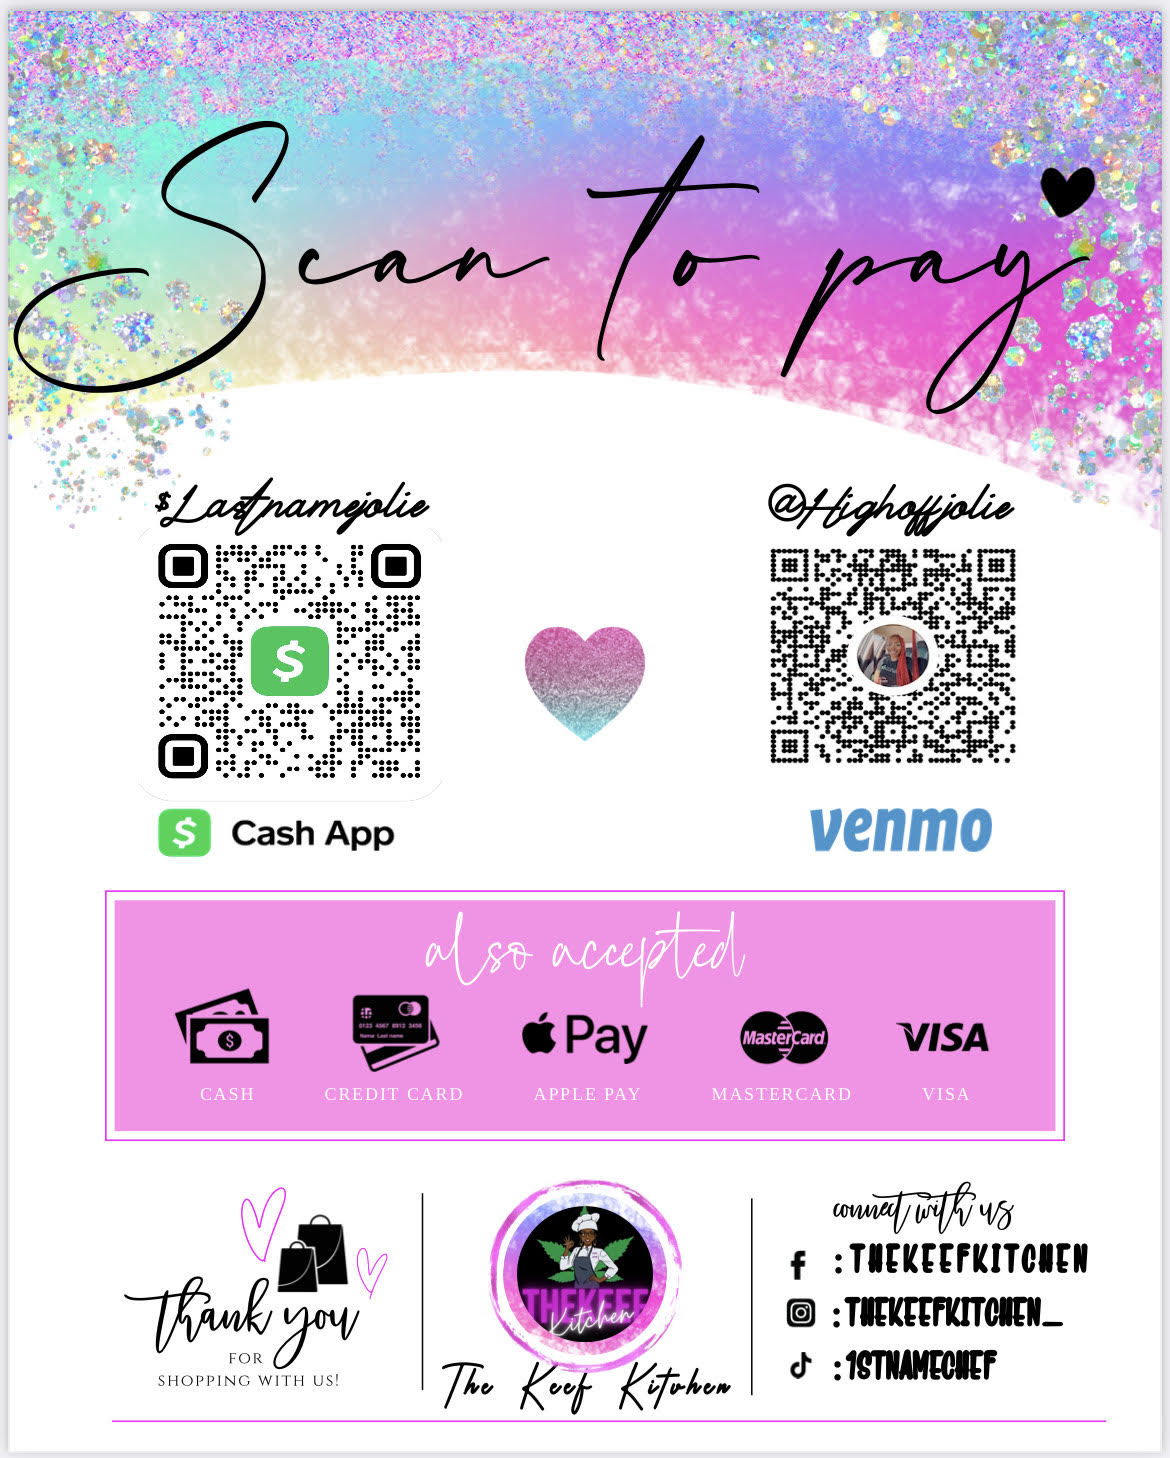 Scan to pay
$Lastnamejolie
@Highoffjolie
$
$
Cash App
venmo
also accepted
$
0123 4567 8912 3456
Name Last name
Pay
MasterCard
VISA
CASH
CREDIT CARD
APPLE PAY
MASTERCARD
VISA
Thank you
FOR
SHOPPING WITH US!
THEKEEF
Kitchen
The Keef Kitchen
connect with us
: THEKEEFKITCHEN
: THEKEEFKITCHEN_
: 1STNAMECHEF